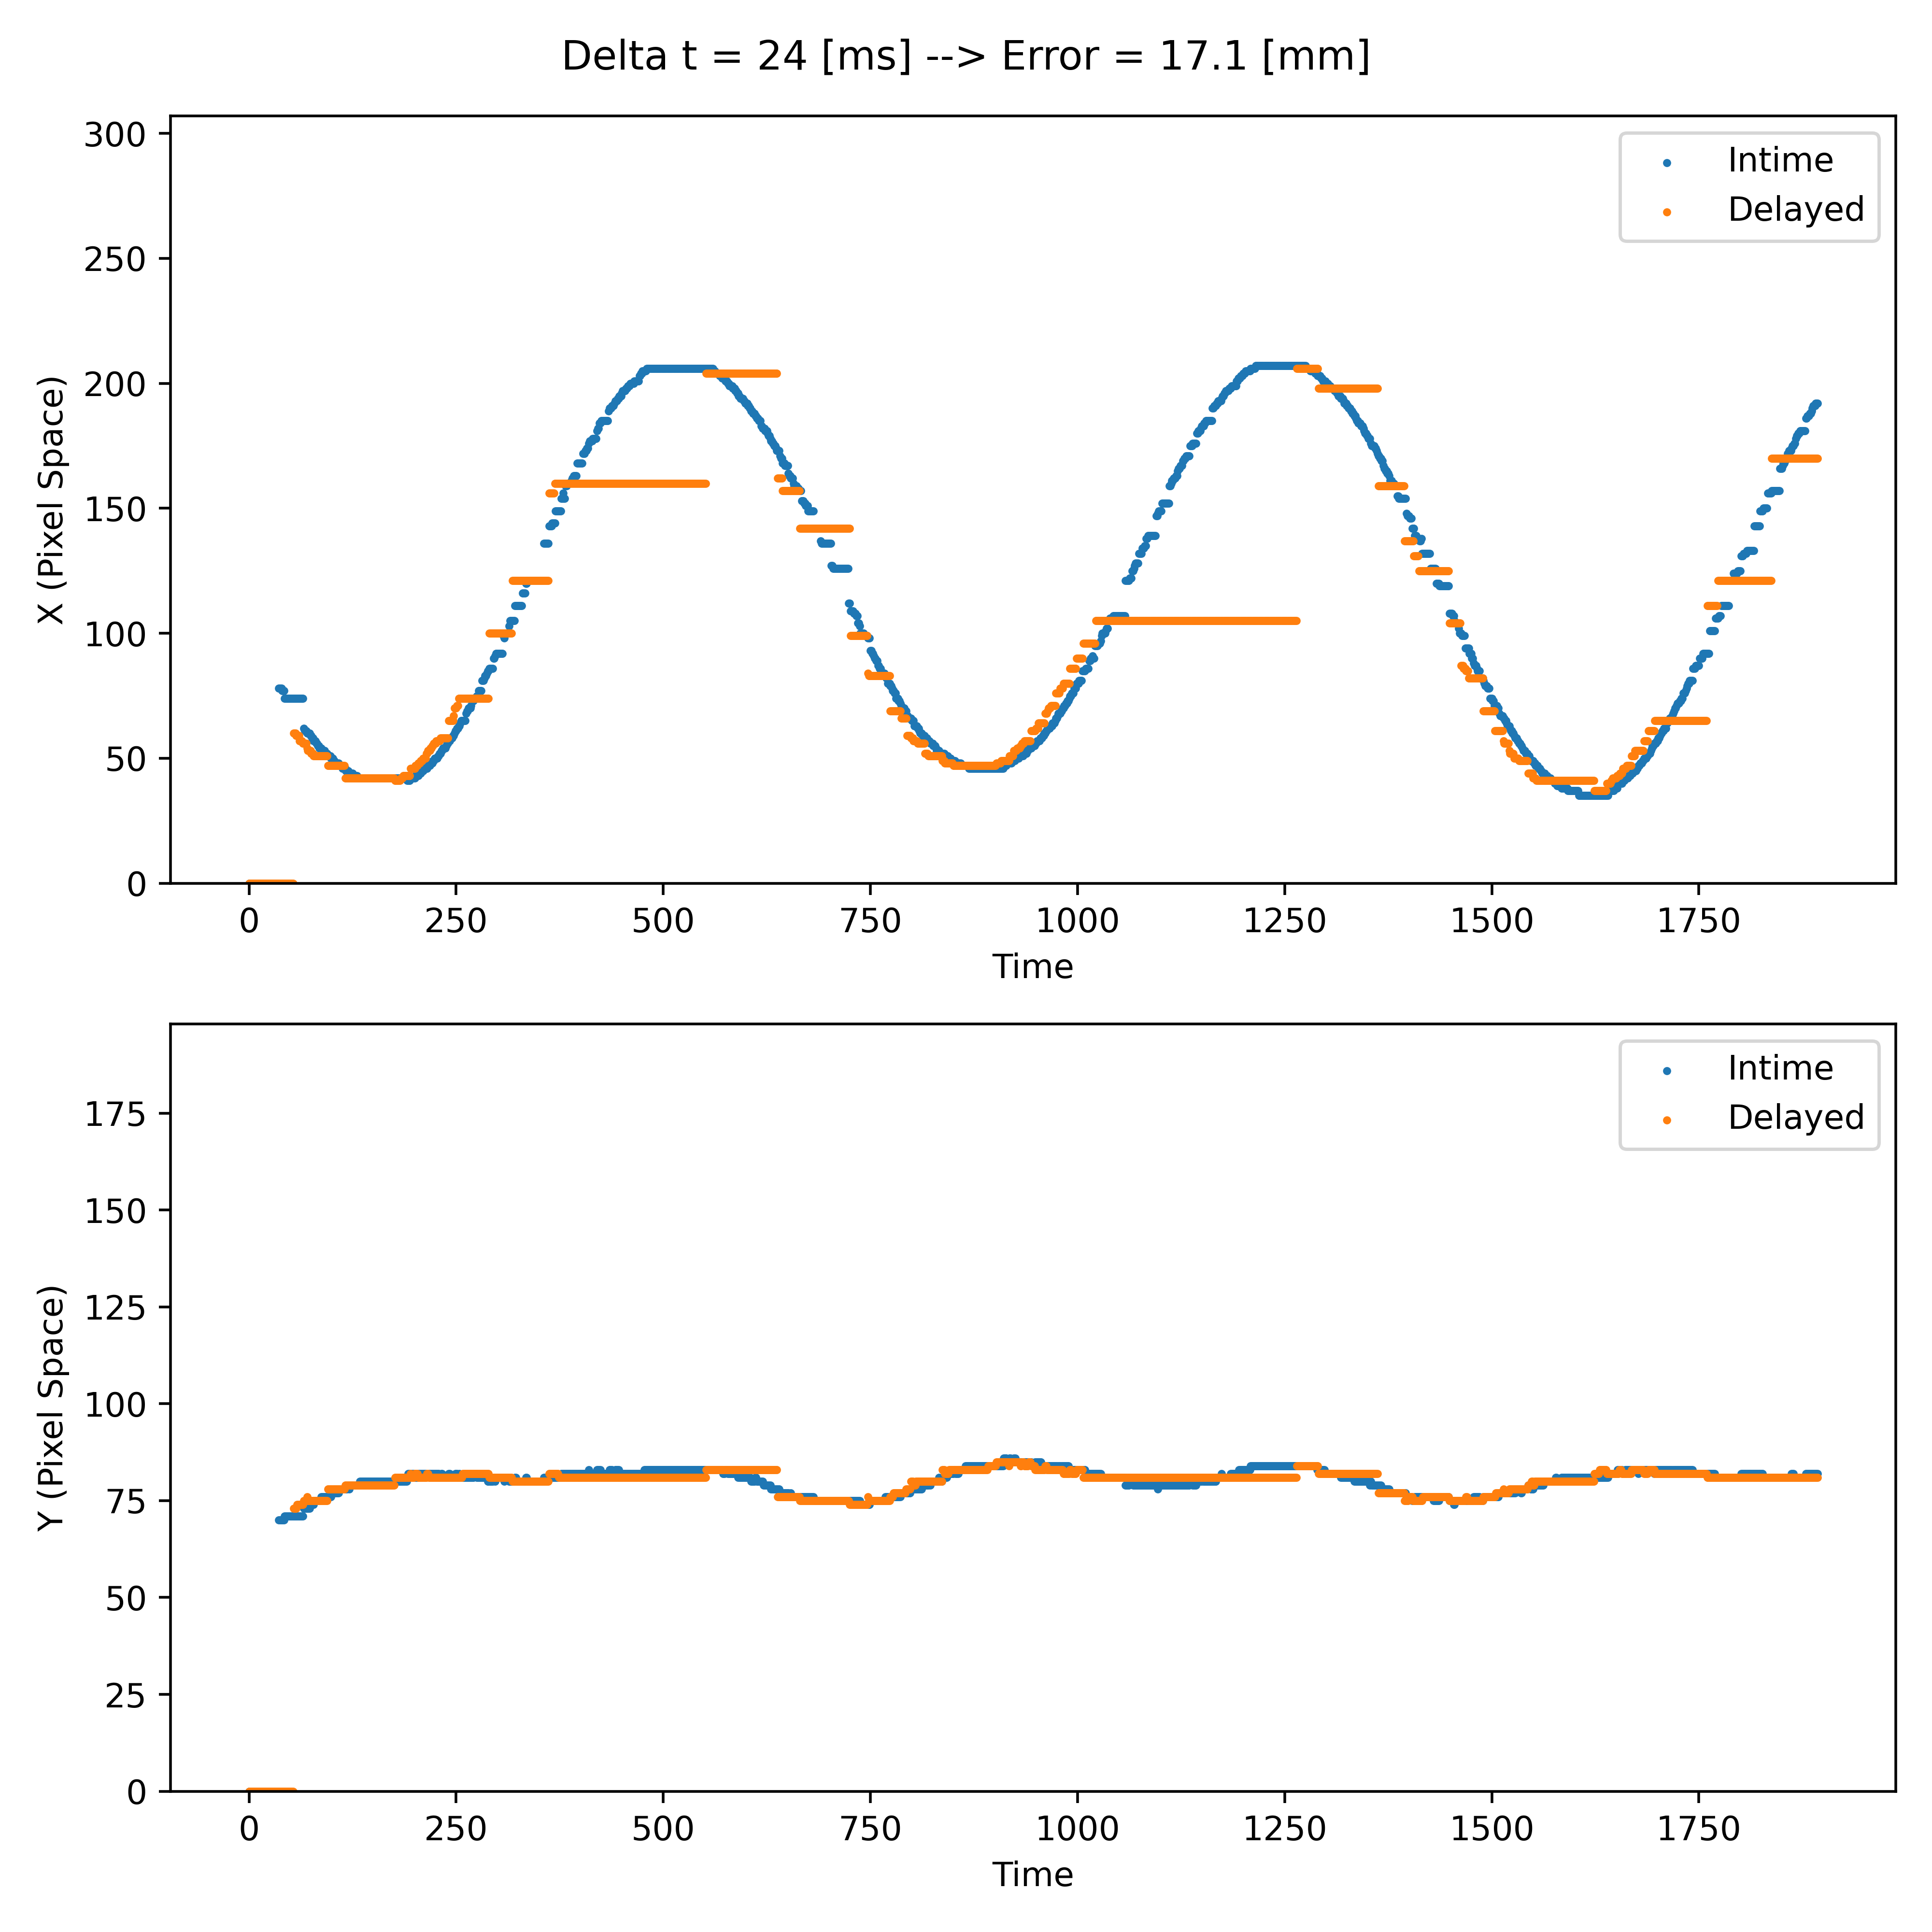 Delta t = 24 [ms] --> Error = 17.1 [mm]
300
250
200
150
100
50
0
X (Pixel Space)
Intime
Delayed
0 250 500 750 1000 1250 1500 1750
Time
175
150
125
100
75
50
25
0
Y (Pixel Space)
Intime
Delayed
0 250 500 750 1000 1250 1500 1750
Time